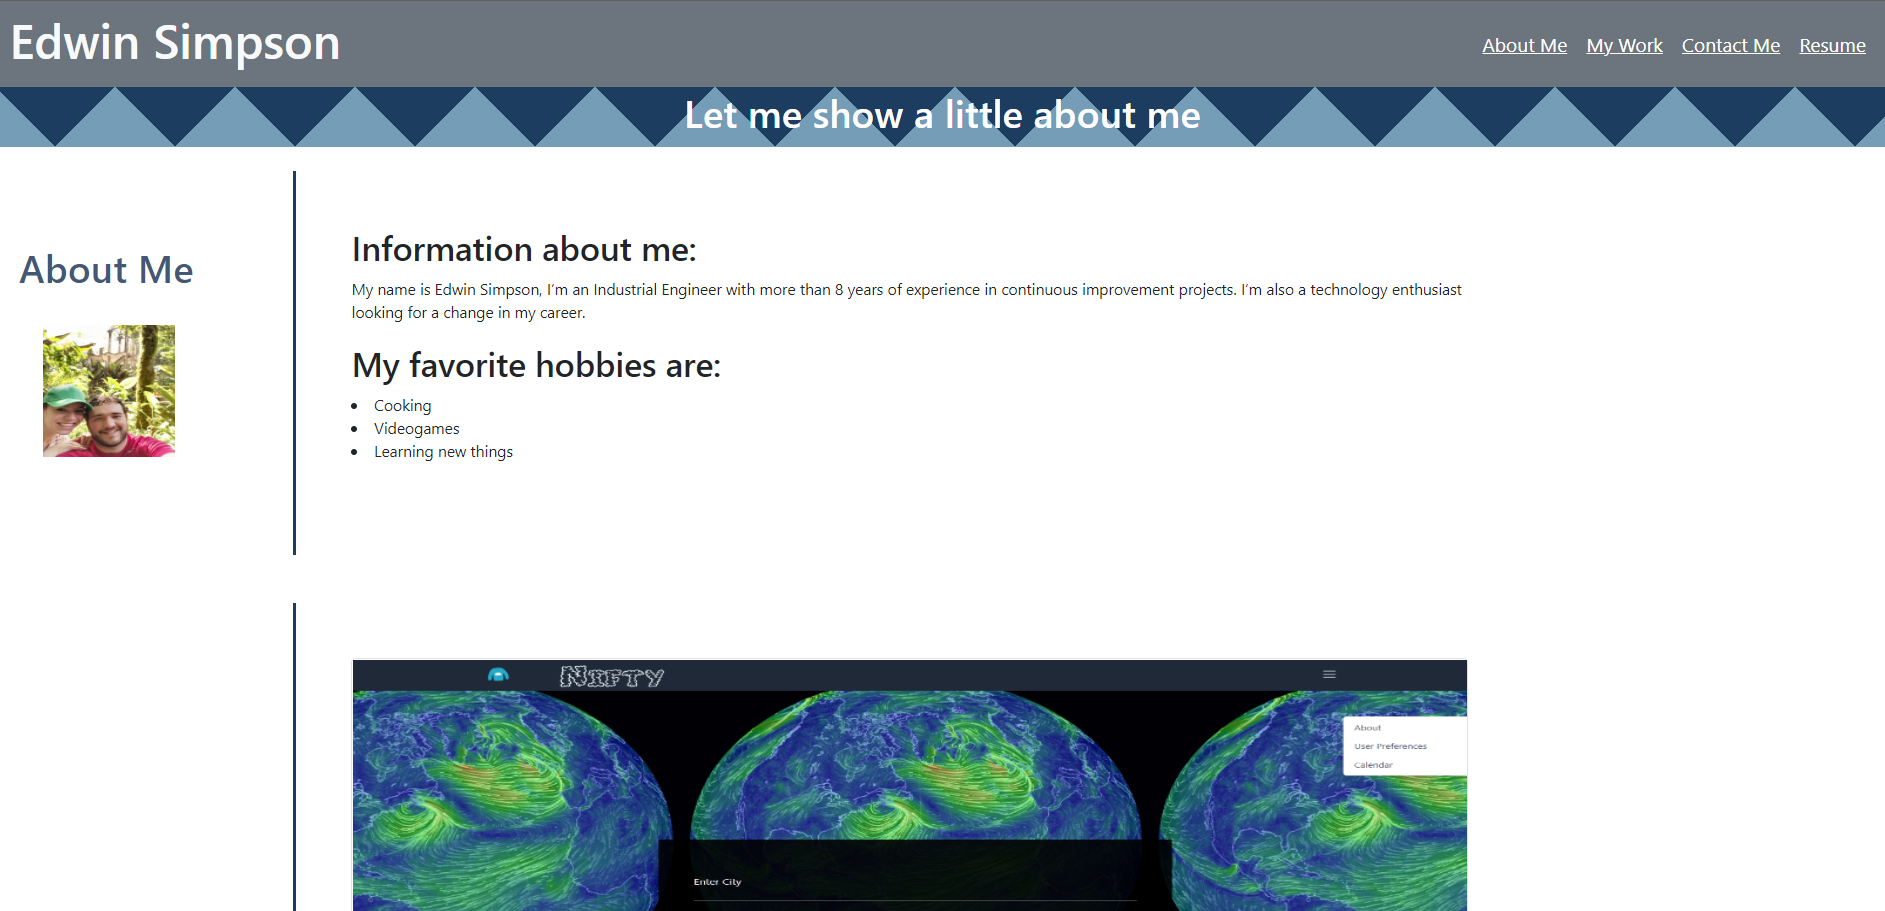 Edwin Simpson
About Me My Work Contact Me Resume
Let me show a little about me
About Me
Information about me:
My name is Edwin Simpson, I'm an Industrial Engineer with more than 8 years of experience in continuous improvement projects. I'm also a technology enthusiast
looking for a change in my career.
My favorite hobbies are:
Cooking
Videogames
Learning new things
NIFTY
About
User Preferences
Calendar
Enter City